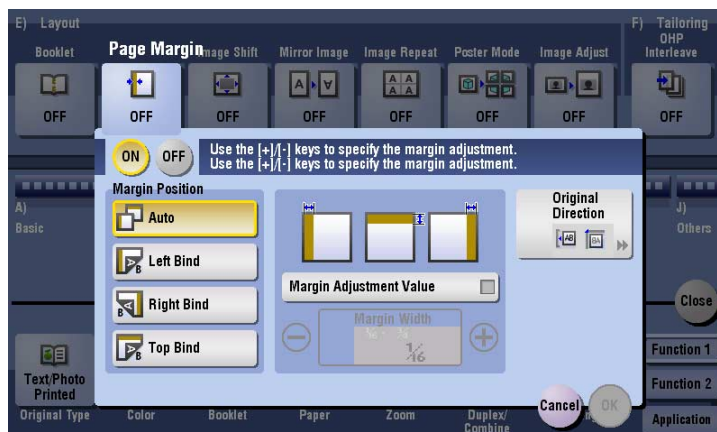 E) Layout
F) Tailoring
Booklet
Page Margin
Image Shift
Mirror Image
Image Repeat
Poster Mode
Image Adjust
OHP
Interleave
OFF
OFF
OFF
OFF
OFF
OFF
OFF
OFF
ON
OFF
Use the [+]/[-] keys to specify the margin adjustment.
Use the [+]/[-] keys to specify the margin adjustment.
Margin Position
Auto
Left Bind
Right Bind
Top Bind
Margin Adjustment Value
Margin Width
1/16
Original
Direction
A)
Basic
J)
Others
Close
Text/Photo
Printed
Original Type
Color
Booklet
Paper
Zoom
Duplex/
Combine
Cancel
OK
Function 1
Function 2
Application